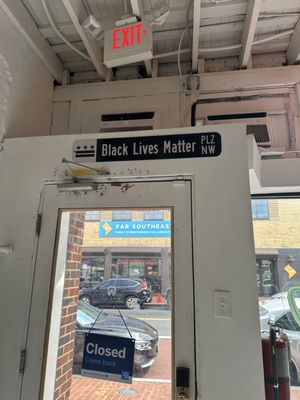 EXIT
Black Lives Matter PLZ NW
FAR SOUTHEAST
Closed
Come back